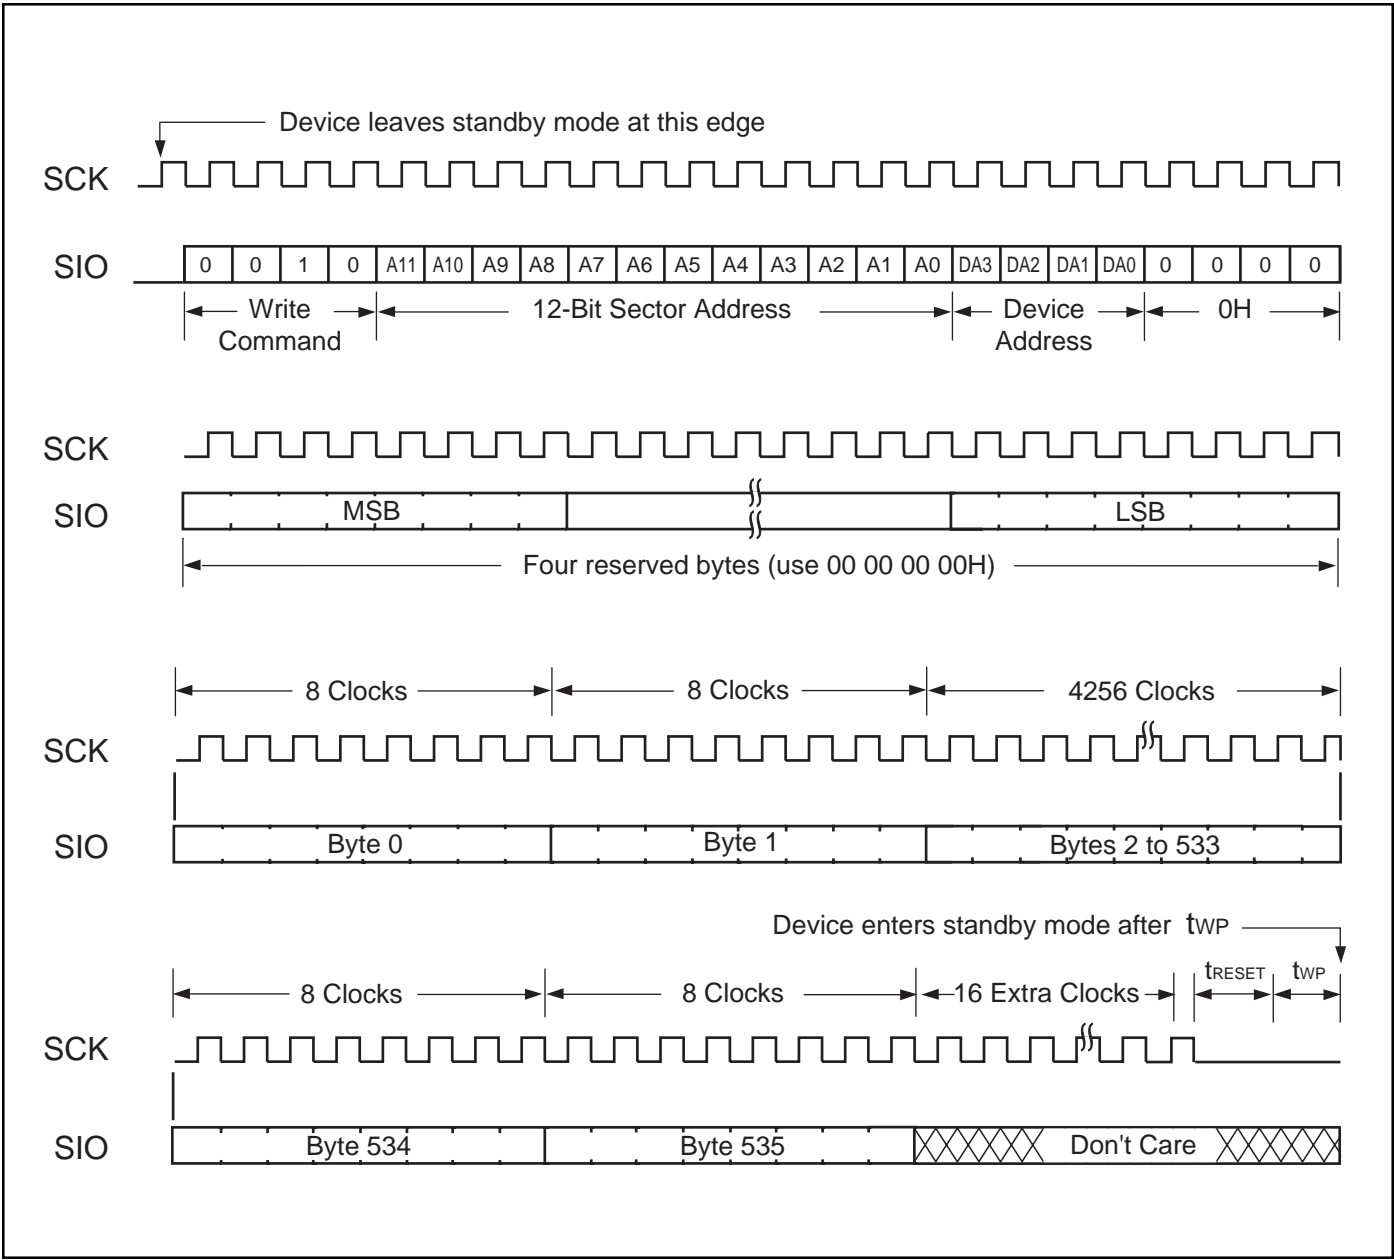 Device leaves standby mode at this edge
SCK
SIO 0 0 1 0 A11 A10 A9 A8 A7 A6 A5 A4 A3 A2 A1 A0 DA3 DA2 DA1 DA0 0 0 0 0
Write Command 12-Bit Sector Address Device Address 0H
SCK
SIO MSB LSB
Four reserved bytes (use 00 00 00 00H)
8 Clocks 8 Clocks 4256 Clocks
SCK
SIO Byte 0 Byte 1 Bytes 2 to 533
Device enters standby mode after tWP
tRESET tWP
8 Clocks 8 Clocks 16 Extra Clocks
SCK
SIO Byte 534 Byte 535 Don't Care